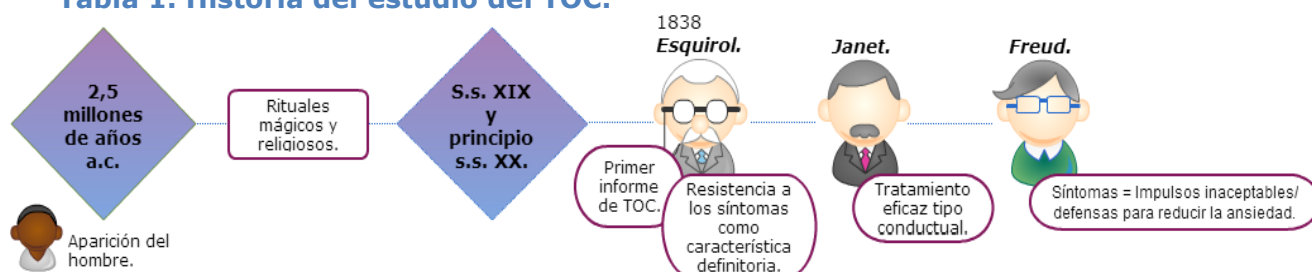 Tabla 1. Historia del estudio del TOC.
2,5
millones
de años
a.c.
Aparición del
hombre.
Rituales
mágicos y
religiosos.
S.s. XIX
y
principio
s.s. XX.
1838
Esquirol.
Primer
informe
de TOC.
Resistencia a
los síntomas
como
característica
definitoria.
Janet.
Tratamiento
eficaz tipo
conductual.
Freud.
Síntomas = Impulsos inaceptables/
defensas para reducir la ansiedad.